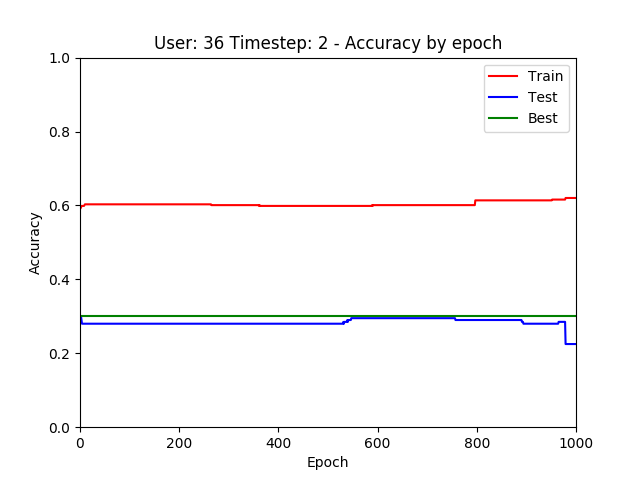 User: 36 Timestep: 2 - Accuracy by epoch
1.0
0.8
0.6
0.4
0.2
0.0
Accuracy
Train
Test
Best
0 200 400 600 800 1000
Epoch